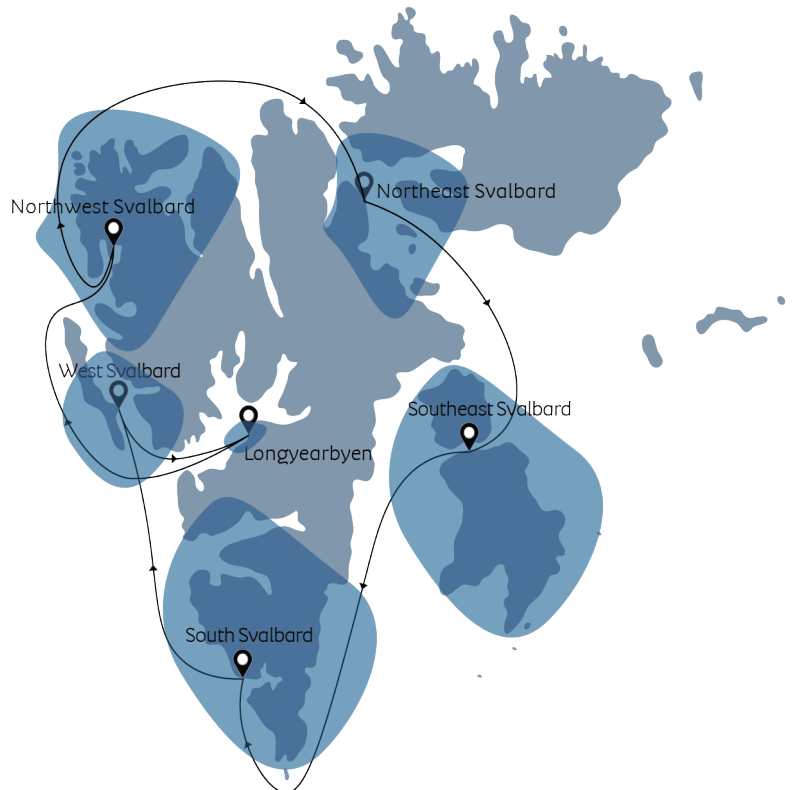 Northeast Svalbard
Northwest Svalbard
West Svalbard
Southeast Svalbard
Longyearbyen
South Svalbard